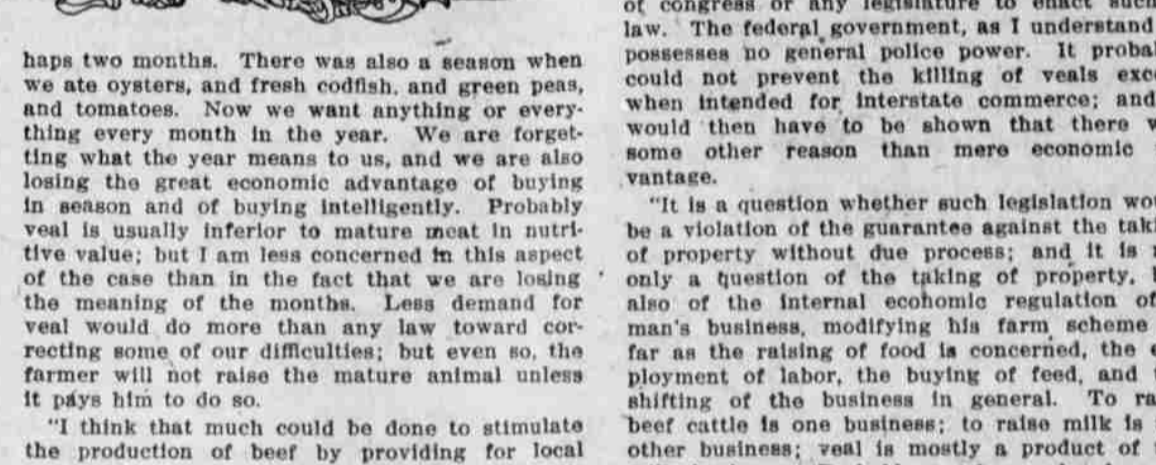 haps two months. There was also a season when
we ate oysters, and fresh codfish, and green peas,
and tomatoes. Now we want anything or every-
thing every month in the year. We are forget-
ting what the year means to us, and we are also
losing the great economic advantage of buying
in season and of buying intelligently. Probably
veal is usually inferior to mature meat in nutri-
tive value; but I am less concerned in this aspect
of the case than in the fact that we are losing
the meaning of the months. Less demand for
veal would do more than any law toward cor-
recting some of our difficulties; but even so, the
farmer will not raise the mature animal unless
it pays him to do so.
"I think that much could be done to stimulate
the production of beef by providing for local
of congress or any legislature to enact such
law. The federal government, as I understand
possesses no general police power. It
could not prevent the killing of veals
when intended for interstate commerce; and
would then have to be shown that there
some other reason than mere economic
vantage.
"It is a question whether such legislation
be a violation of the guarantee against the
of property without due process; and it is
only a question of the taking of property,
also of the internal economic regulation of
man's business, modifying his farm scheme
far as the raising of food is concerned, the
ployment of labor, the buying of feed, and
shifting of the business in general. To
beef cattle is one business; to raise milk is
other business; veal is mostly a product of